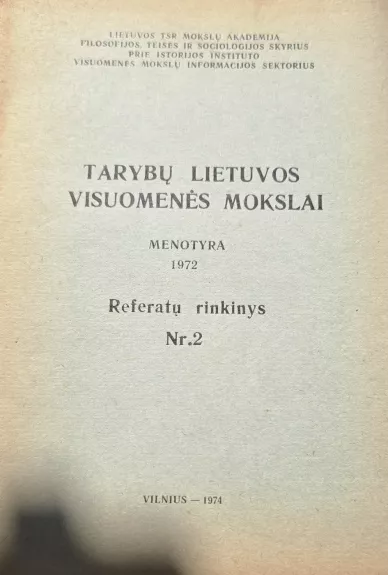 LIETUVOS TSR MOKSLŲ AKADEMIJA
FILOSOFIJOS, TEISĖS IR SOCIOLOGIJOS SKYRIUS
PRIE ISTORIJOS INSTITUTO
VISUOMENĖS MOKSLŲ INFORMACIJOS SEKTORIUS
TARYBŲ LIETUVOS
VISUOMENĖS MOKSLAI
MENOTYRA
1972
Referatų rinkinys
Nr.2
VILNIUS — 1974